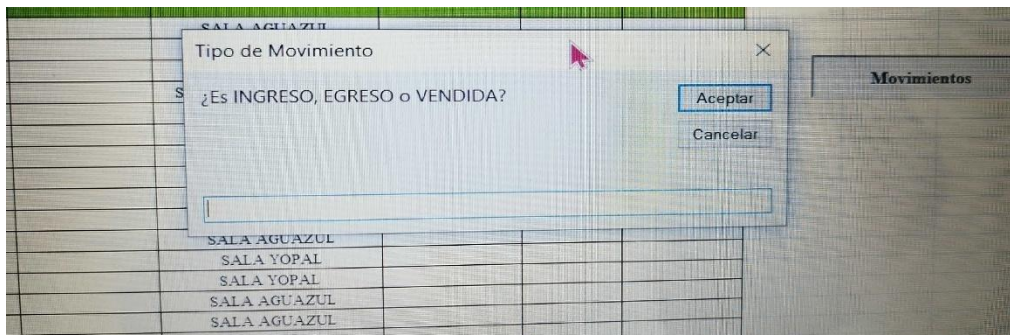 SALA AGUAZUL
Tipo de Movimiento
Movimientos
S
¿Es INGRESO, EGRESO o VENDIDA?
Aceptar
Cancelar
SALA AGUAZUL
SALA YOPAL
SALA YOPAL
SALA AGUAZUL
SALA AGUAZUL